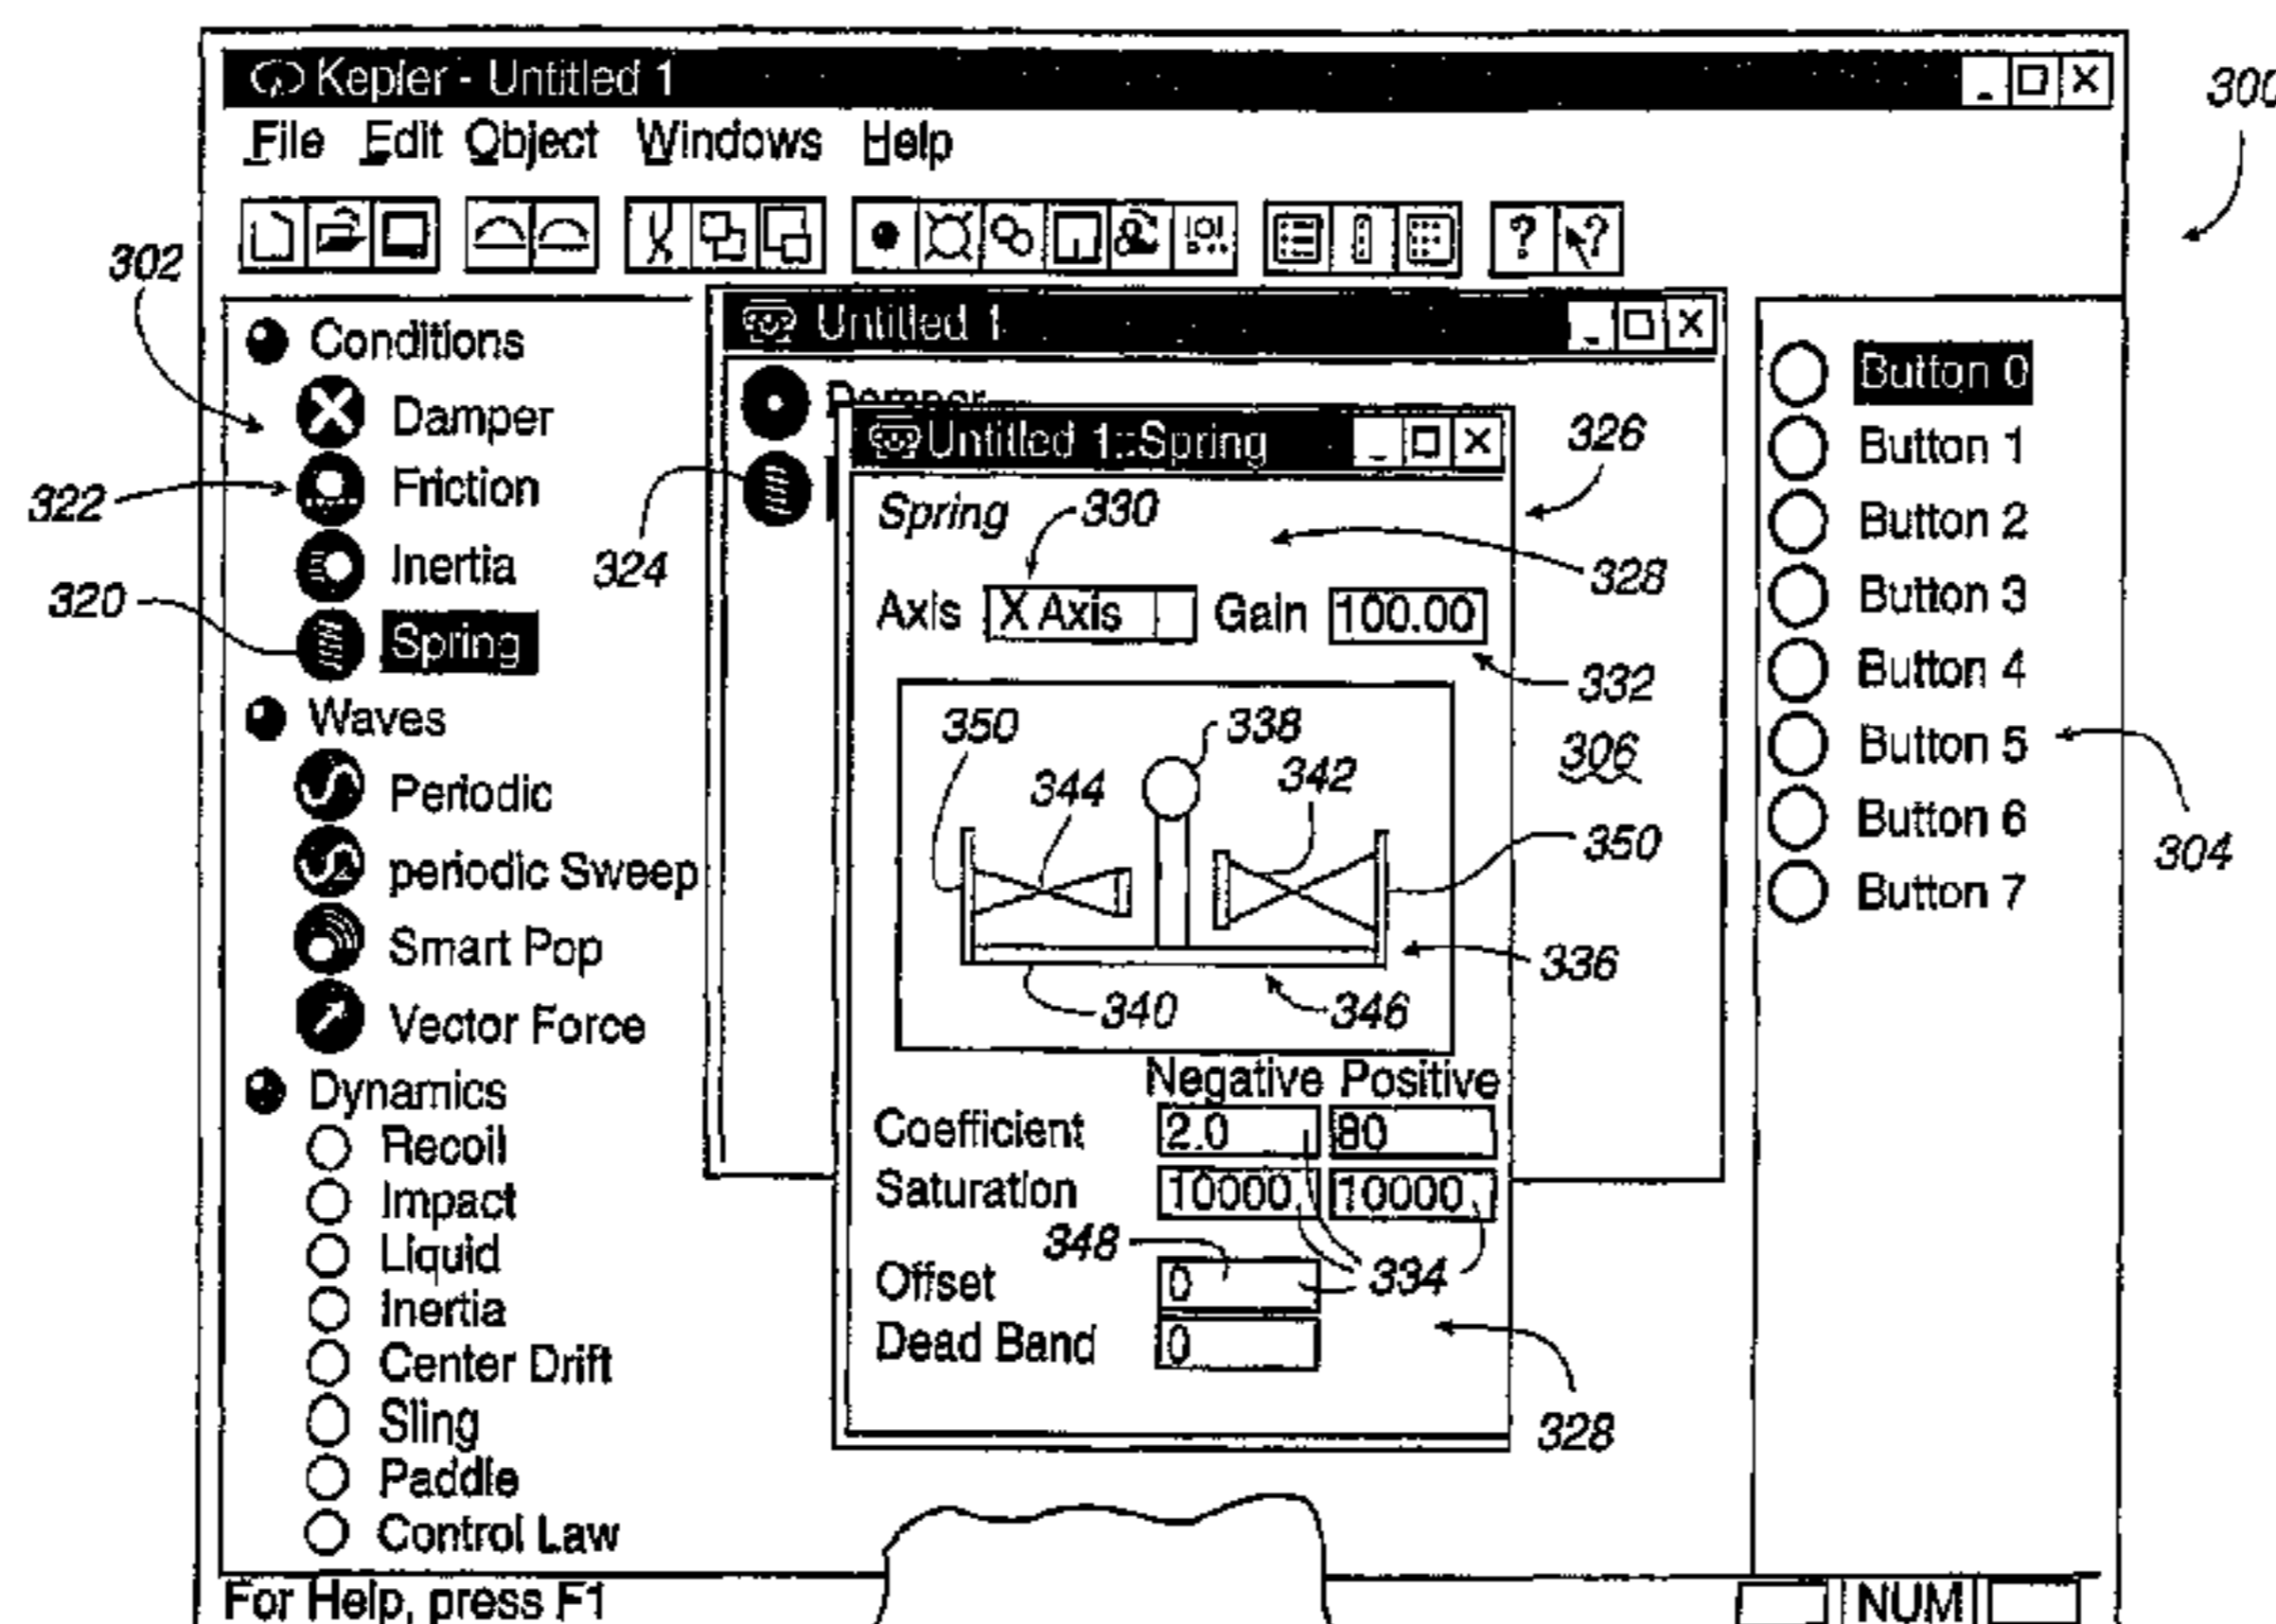 Kepler - Untitled 1
File Edit Object Windows Help
300
302
322
320
Conditions
Damper
Friction
Inertia
Spring
Waves
Periodic
periodic Sweep
Smart Pop
Vector Force
Dynamics
Recoil
Impact
Liquid
Inertia
Center Drift
Sling
Paddle
Control Law
Untitled 1
Damper
324
Untitled 1::Spring
326
Spring
330
328
Axis X Axis Gain 100.00
332
350
338
306
344
342
350
336
340
346
Negative Positive
Coefficient 2.0 80
Saturation 10000 10000
348
334
Offset 0
Dead Band 0
328
Button 0
Button 1
Button 2
Button 3
Button 4
Button 5
Button 6
Button 7
304
For Help, press F1
NUM